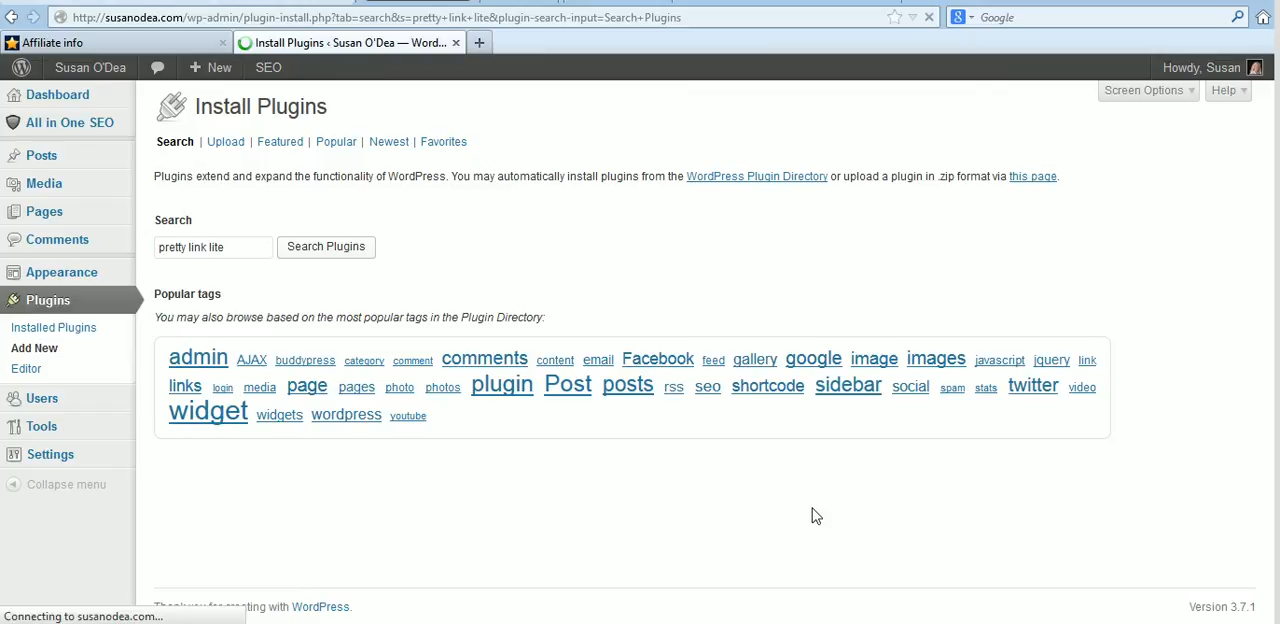 http://susanodea.com/wp-admin/plugin-install.php?tab=search&s=pretty+link+lite&plugin-search-input=Search+Plugins
Google
Affiliate info
Install Plugins ‹ Susan O'Dea — Word...
Susan O'Dea
New
SEO
Howdy, Susan
Dashboard
All in One SEO
Posts
Media
Pages
Comments
Appearance
Plugins
Installed Plugins
Add New
Editor
Users
Tools
Settings
Collapse menu
Screen Options
Help
Install Plugins
Search | Upload | Featured | Popular | Newest | Favorites
Plugins extend and expand the functionality of WordPress. You may automatically install plugins from the WordPress Plugin Directory or upload a plugin in .zip format via this page.
Search
pretty link lite
Search Plugins
Popular tags
You may also browse based on the most popular tags in the Plugin Directory:
admin AJAX buddypress category comment comments content email Facebook feed gallery google image images javascript jquery link
links login media page pages photo photos plugin Post posts rss seo shortcode sidebar social spam stats twitter video
widget widgets wordpress youtube
Thank you for creating with WordPress.
Version 3.7.1
Connecting to susanodea.com...